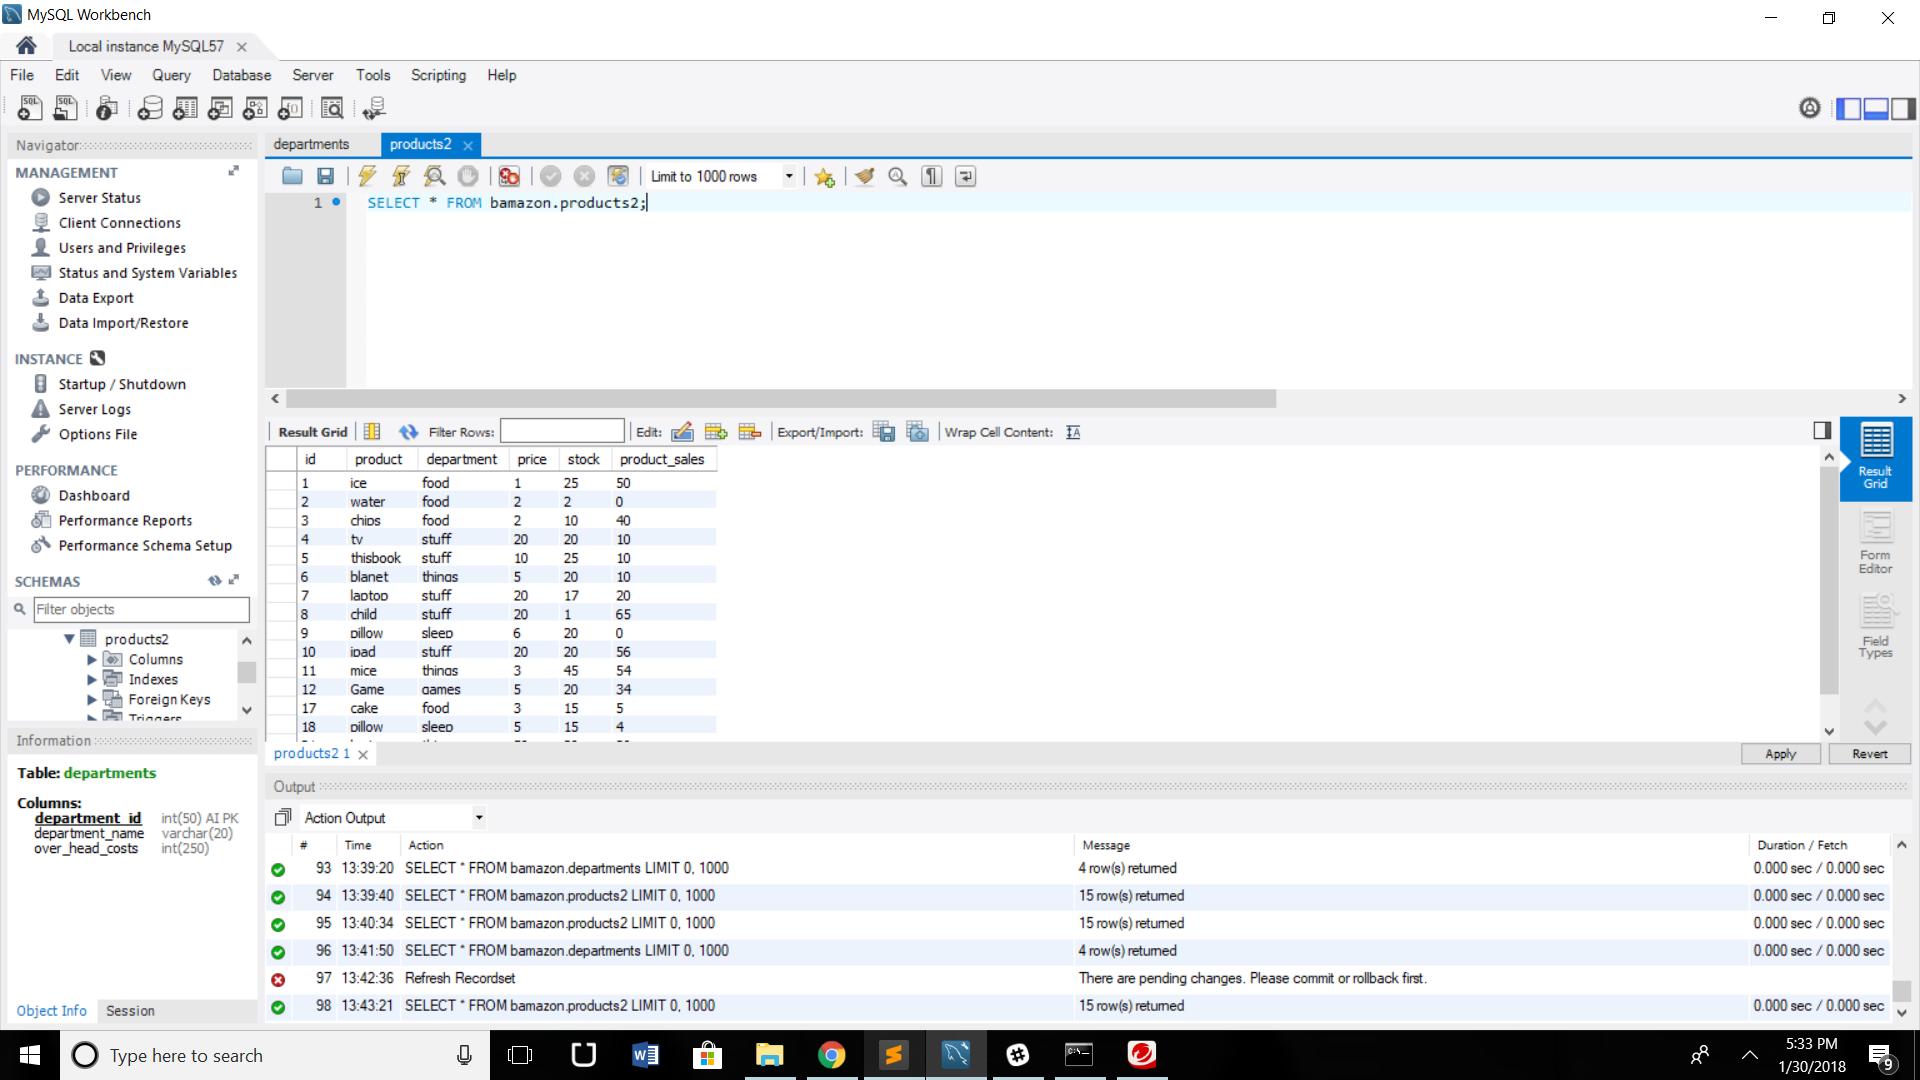 MySQL Workbench
Local instance MySQL57
File Edit View Query Database Server Tools Scripting Help
Navigator
MANAGEMENT
Server Status
Client Connections
Users and Privileges
Status and System Variables
Data Export
Data Import/Restore
INSTANCE
Startup / Shutdown
Server Logs
Options File
PERFORMANCE
Dashboard
Performance Reports
Performance Schema Setup
SCHEMAS
Filter objects
products2
Columns
Indexes
Foreign Keys
Triggers
Information
Table: departments
Columns:
department_id int(50) AI PK
department_name varchar(20)
over_head_costs int(250)
Object Info Session
departments products2
Limit to 1000 rows
1 SELECT * FROM bamazon.products2;
Result Grid Filter Rows: Edit: Export/Import: Wrap Cell Content:
id product department price stock product_sales
1 ice food 1 25 50
2 water food 2 2 0
3 chips food 2 10 40
4 tv stuff 20 20 10
5 thisbook stuff 10 25 10
6 blanet things 5 20 10
7 laptop stuff 20 17 20
8 child stuff 20 1 65
9 pillow sleep 6 20 0
10 ipad stuff 20 20 56
11 mice things 3 45 54
12 Game games 5 20 34
17 cake food 3 15 5
18 pillow sleep 5 15 4
Result Grid
Form Editor
Field Types
products2 1
Apply Revert
Output
Action Output
# Time Action Message Duration / Fetch
93 13:39:20 SELECT * FROM bamazon.departments LIMIT 0, 1000 4 row(s) returned 0.000 sec / 0.000 sec
94 13:39:40 SELECT * FROM bamazon.products2 LIMIT 0, 1000 15 row(s) returned 0.000 sec / 0.000 sec
95 13:40:34 SELECT * FROM bamazon.products2 LIMIT 0, 1000 15 row(s) returned 0.000 sec / 0.000 sec
96 13:41:50 SELECT * FROM bamazon.departments LIMIT 0, 1000 4 row(s) returned 0.000 sec / 0.000 sec
97 13:42:36 Refresh Recordset There are pending changes. Please commit or rollback first.
98 13:43:21 SELECT * FROM bamazon.products2 LIMIT 0, 1000 15 row(s) returned 0.000 sec / 0.000 sec
Type here to search
5:33 PM
1/30/2018
9